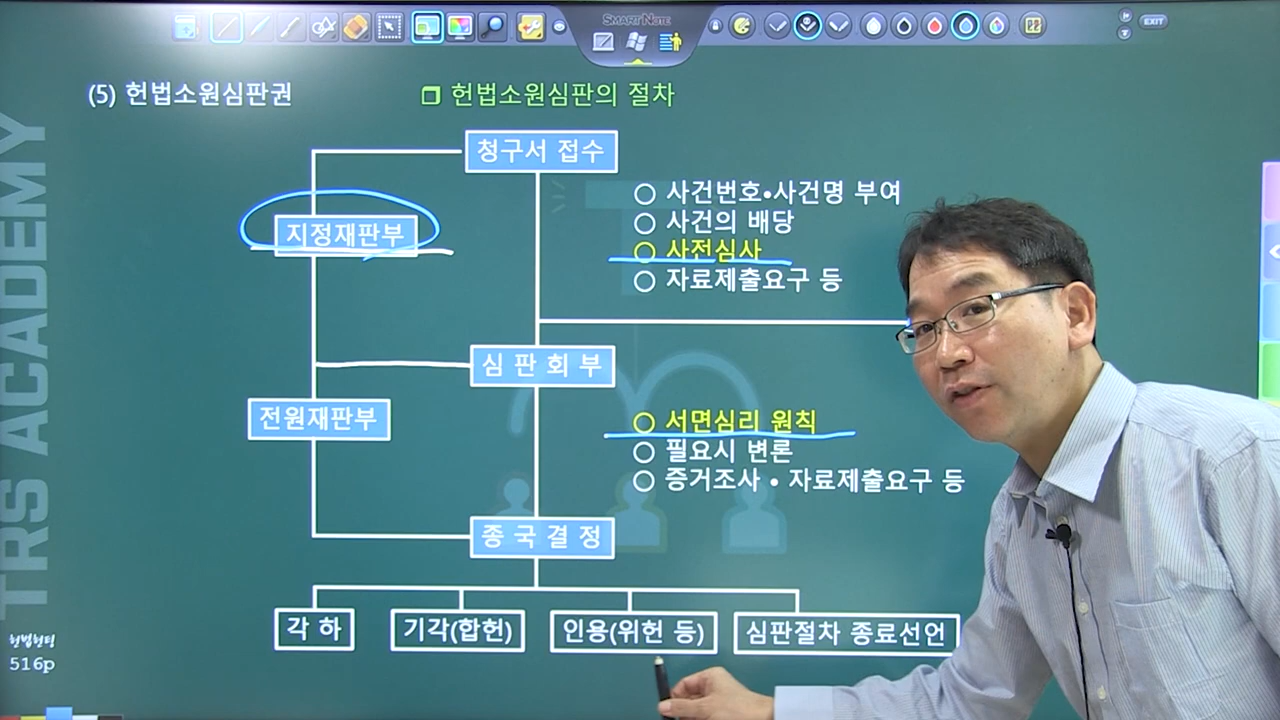 SMART NOTE
EXIT
(5) 헌법소원심판권
❒ 헌법소원심판의 절차
청구서 접수
지정재판부
○ 사건번호•사건명 부여
○ 사건의 배당
○ 사전심사
○ 자료제출요구 등
심 판 회 부
전원재판부
○ 서면심리 원칙
○ 필요시 변론
○ 증거조사 • 자료제출요구 등
종 국 결 정
각 하
기각(합헌)
인용(위헌 등)
심판절차 종료선언
516p
TRS ACADEMY